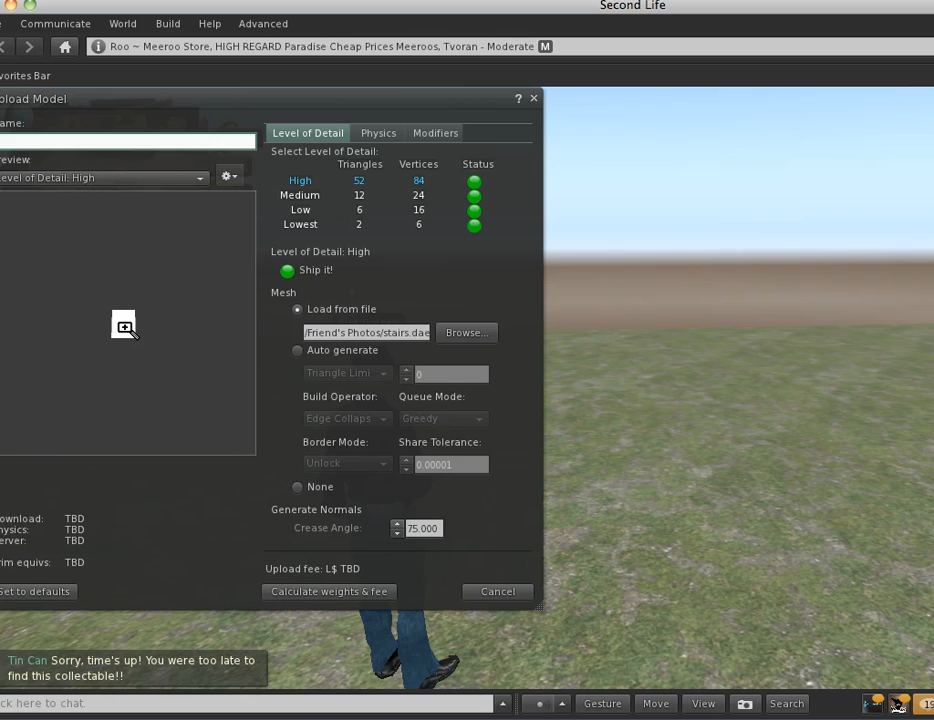 Second Life
Communicate World Build Help Advanced
Roo ~ Meeroo Store, HIGH REGARD Paradise Cheap Prices Meeroos, Tvoran - Moderate M
vorites Bar
pload Model ? ×
ame:
review:
evel of Detail: High
Level of Detail Physics Modifiers
Select Level of Detail:
Triangles Vertices Status
High 52 84
Medium 12 24
Low 6 16
Lowest 2 6
Level of Detail: High
Ship it!
Mesh
Load from file
/Friend's Photos/stairs.dae Browse...
Auto generate
Triangle Limi 0
Build Operator: Queue Mode:
Edge Collaps Greedy
Border Mode: Share Tolerance:
Unlock 0.00001
None
Generate Normals
Crease Angle: 75.000
ownload: TBD
hysics: TBD
erver: TBD
rim equivs: TBD
Upload fee: L$ TBD
Set to defaults Calculate weights & fee Cancel
Tin Can Sorry, time's up! You were too late to
find this collectable!!
ck here to chat. Gesture Move View Search 19